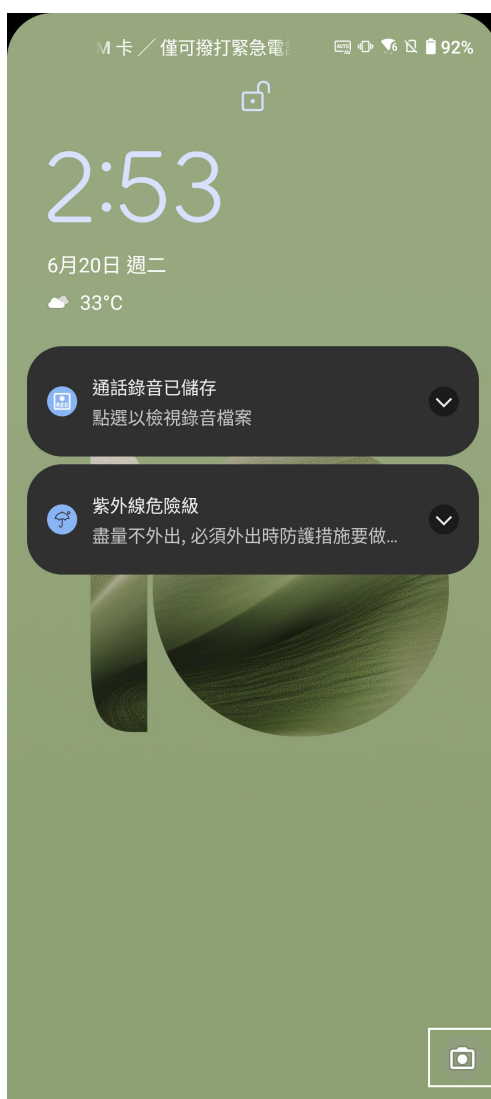 M 卡／僅可撥打緊急電 92%
2:53
6月20日 週二
33°C
通話錄音已儲存
點選以檢視錄音檔案
紫外線危險級
盡量不外出, 必須外出時防護措施要做...